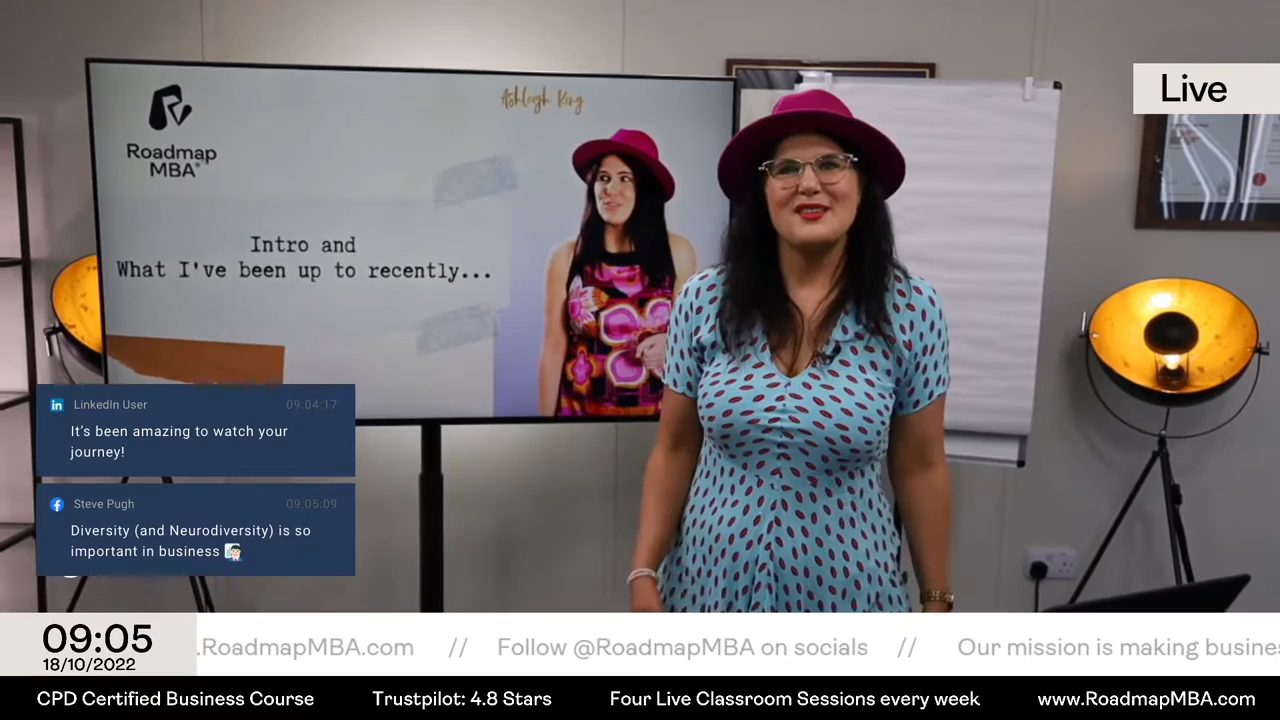 Live
Ashleigh King
Roadmap
MBA®
Intro and
What I've been up to recently...
LinkedIn User 09:04:17
It's been amazing to watch your
journey!
Steve Pugh 09:05:09
Diversity (and Neurodiversity) is so
important in business 👨🏻‍💼
09:05
18/10/2022
.RoadmapMBA.com // Follow @RoadmapMBA on socials // Our mission is making busines
CPD Certified Business Course Trustpilot: 4.8 Stars Four Live Classroom Sessions every week www.RoadmapMBA.com